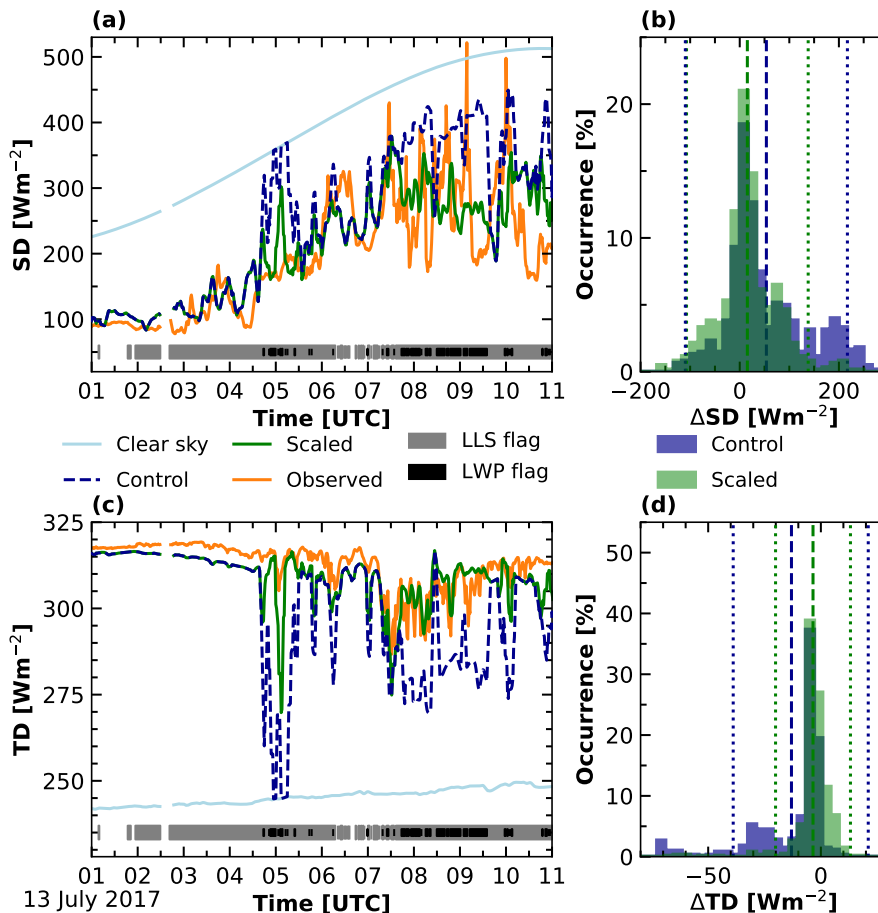 (a)
(b)
500
400
300
200
100
SD [Wm⁻²]
01 02 03 04 05 06 07 08 09 10 11
Time [UTC]
20
10
0
Occurrence [%]
−200 0 200
ΔSD [Wm⁻²]
Clear sky
Control
Scaled
Observed
LLS flag
LWP flag
Control
Scaled
(c)
(d)
325
300
275
250
TD [Wm⁻²]
01 02 03 04 05 06 07 08 09 10 11
Time [UTC]
50
40
30
20
10
0
Occurrence [%]
−50 0
ΔTD [Wm⁻²]
13 July 2017